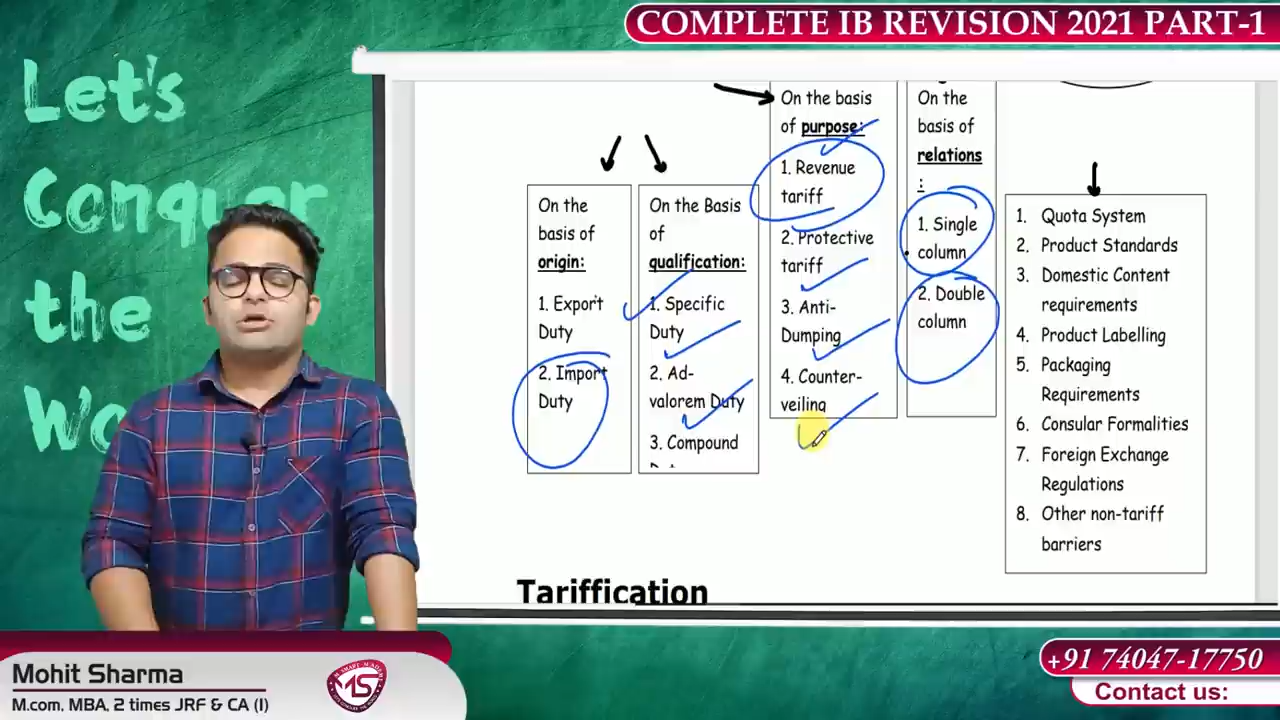 COMPLETE IB REVISION 2021 PART-1
Let's
Conquer
the
Wo
On the
basis of
origin:
1. Export
Duty
2. Import
Duty
On the Basis
of
qualification:
1. Specific
Duty
2. Ad-
valorem Duty
3. Compound
On the basis
of purpose:
1. Revenue
tariff
2. Protective
tariff
3. Anti-
Dumping
4. Counter-
veiling
On the
basis of
relations
:
1. Single
column
2. Double
column
1. Quota System
2. Product Standards
3. Domestic Content
requirements
4. Product Labelling
5. Packaging
Requirements
6. Consular Formalities
7. Foreign Exchange
Regulations
8. Other non-tariff
barriers
Tariffication
Mohit Sharma
M.com, MBA, 2 times JRF & CA (I)
MS
+91 74047-17750
Contact us: